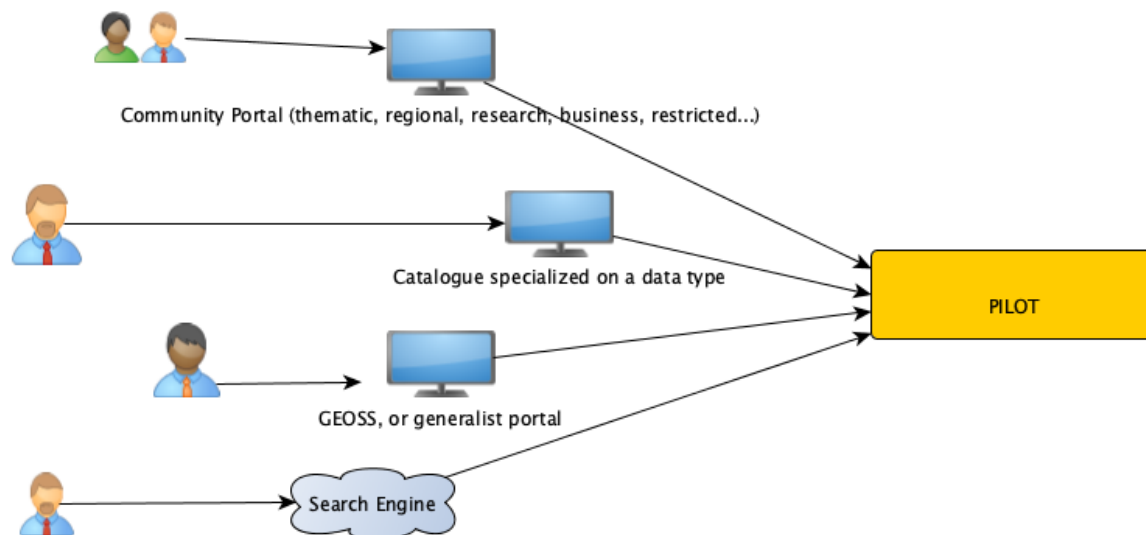 Community Portal (thematic, regional, research, business, restricted...)
Catalogue specialized on a data type
PILOT
GEOSS, or generalist portal
Search Engine